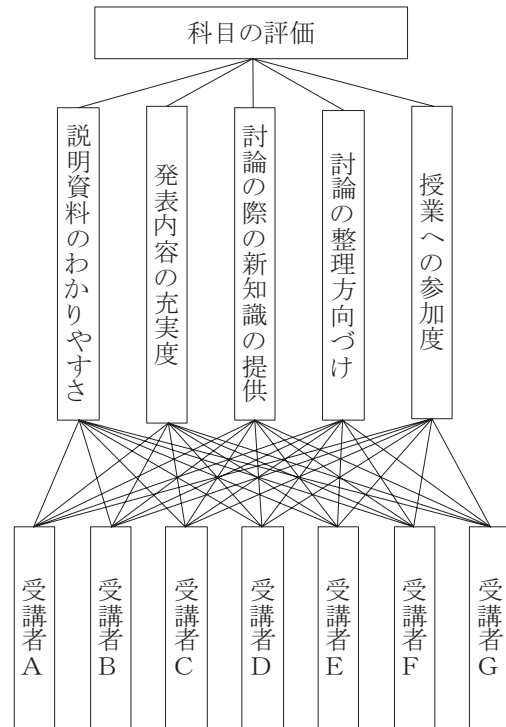 科目の評価
説明資料のわかりやすさ
発表内容の充実度
討論の際の新知識の提供
討論の整理方向づけ
授業への参加度
受講者A
受講者B
受講者C
受講者D
受講者E
受講者F
受講者G